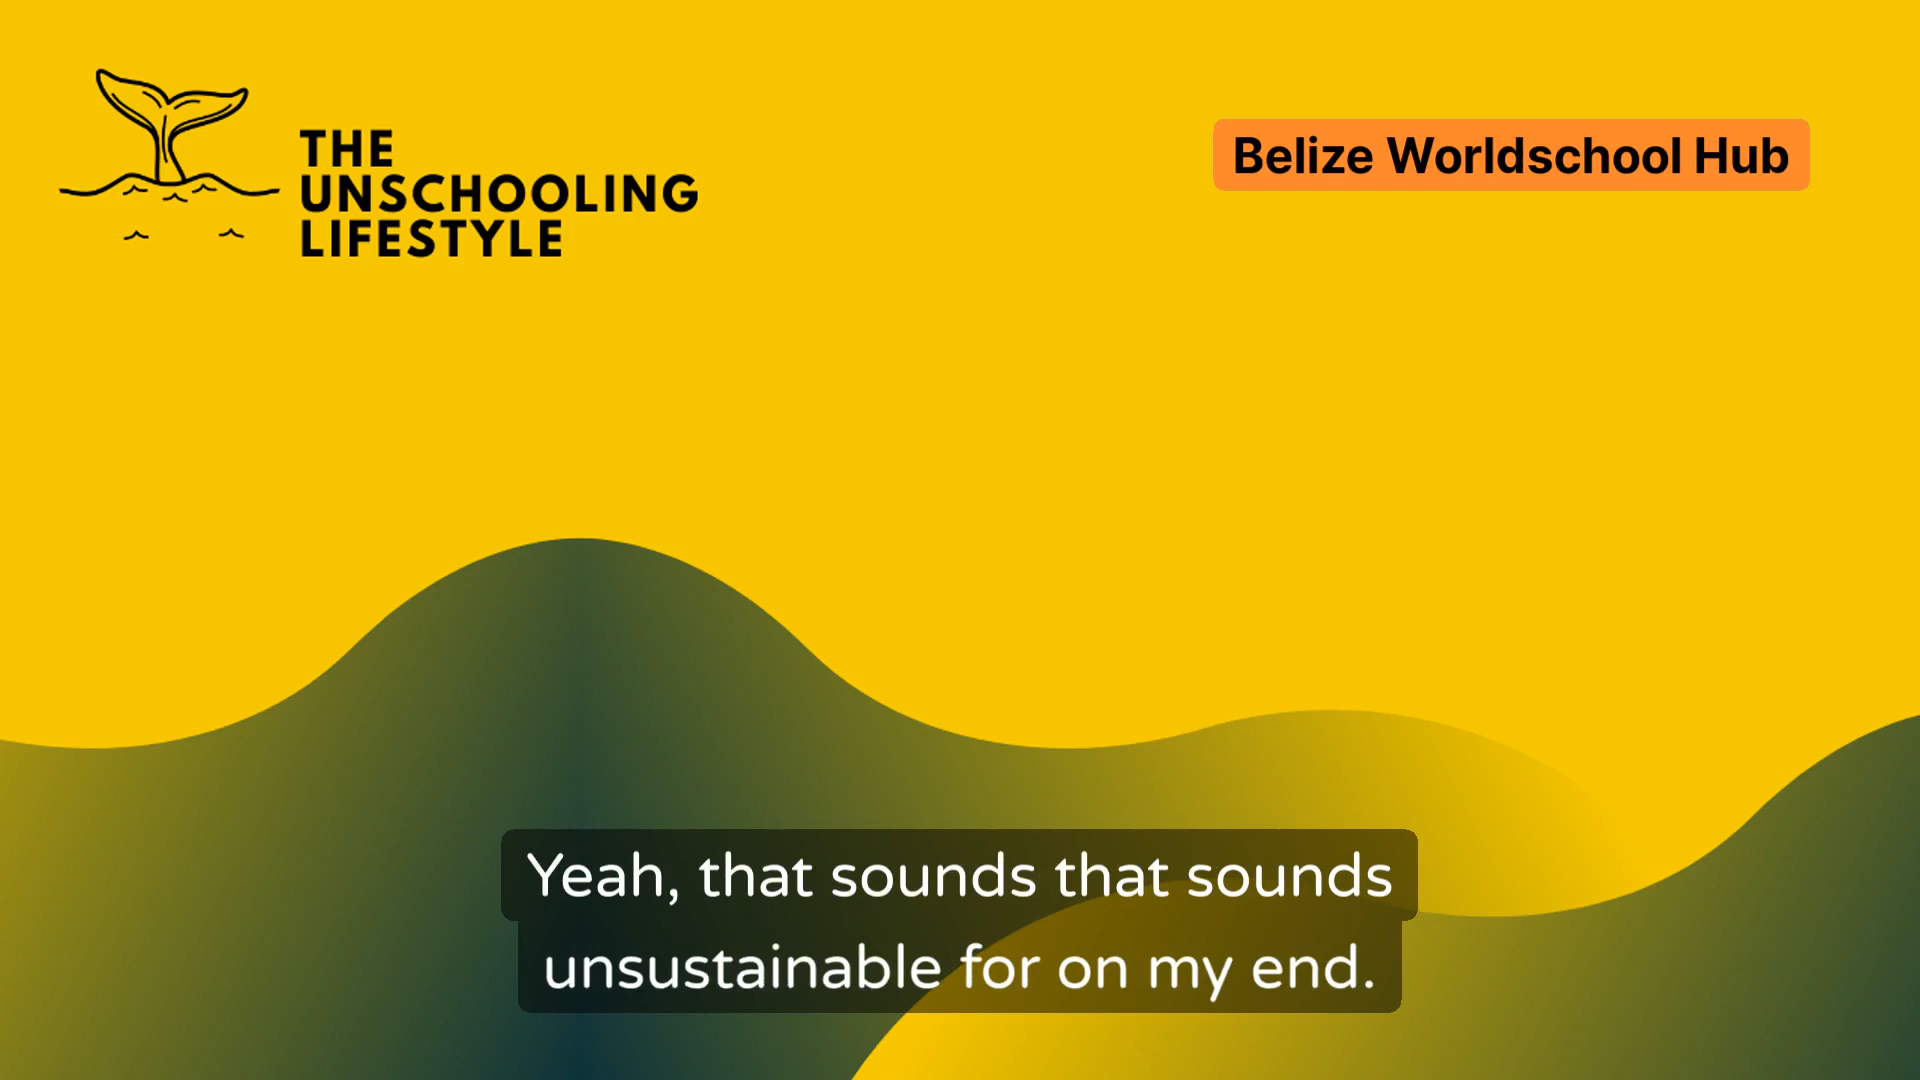 THE
UNSCHOOLING
LIFESTYLE
Belize Worldschool Hub
Yeah, that sounds that sounds
unsustainable for on my end.